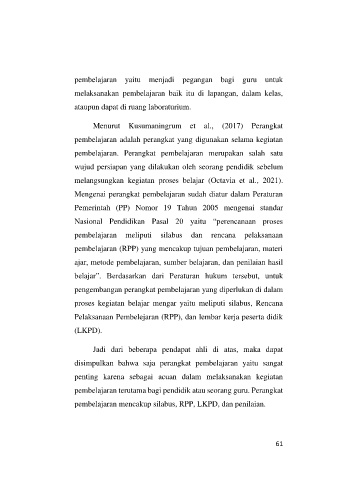 pembelajaran yaitu menjadi pegangan bagi guru untuk
melaksanakan pembelajaran baik itu di lapangan, dalam kelas,
ataupun dapat di ruang laboraturium.
Menurut Kusumaningrum et al., (2017) Perangkat
pembelajaran adalah perangkat yang digunakan selama kegiatan
pembelajaran. Perangkat pembelajaran merupakan salah satu
wujud persiapan yang dilakukan oleh seorang pendidik sebelum
melangsungkan kegiatan proses belajar (Octavia et al., 2021).
Mengenai perangkat pembelajaran sudah diatur dalam Peraturan
Pemerintah (PP) Nomor 19 Tahun 2005 mengenai standar
Nasional Pendidikan Pasal 20 yaitu “perencanaan proses
pembelajaran meliputi silabus dan rencana pelaksanaan
pembelajaran (RPP) yang mencakup tujuan pembelajaran, materi
ajar, metode pembelajaran, sumber belajaran, dan penilaian hasil
belajar”. Berdasarkan dari Peraturan hukum tersebut, untuk
pengembangan perangkat pembelajaran yang diperlukan di dalam
proses kegiatan belajar mengar yaitu meliputi silabus, Rencana
Pelaksanaan Pembelejaran (RPP), dan lembar kerja peserta didik
(LKPD).
Jadi dari beberapa pendapat ahli di atas, maka dapat
disimpulkan bahwa saja perangkat pembelajaran yaitu sangat
penting karena sebagai acuan dalam melaksanakan kegiatan
pembelajaran terutama bagi pendidik atau seorang guru. Perangkat
pembelajaran mencakup silabus, RPP, LKPD, dan penilaian.
61